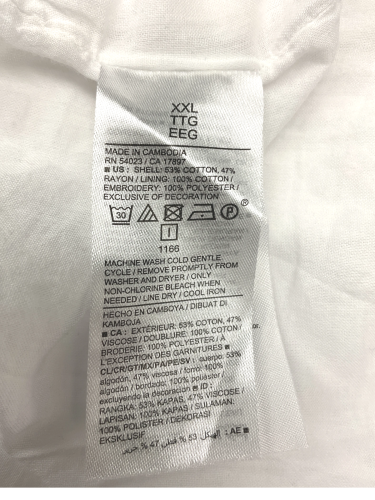 XXL
TTG
EEG
MADE IN CAMBODIA
RN 54023 / CA 17897
■ US : SHELL: 53% COTTON, 47%
RAYON / LINING: 100% COTTON /
EMBROIDERY: 100% POLYESTER /
EXCLUSIVE OF DECORATION
30 P ®
I
1166
MACHINE WASH COLD GENTLE
CYCLE / REMOVE PROMPTLY FROM
WASHER AND DRYER / ONLY
NON-CHLORINE BLEACH WHEN
NEEDED / LINE DRY / COOL IRON
HECHO EN CAMBOYA / DIBUAT DI
KAMBOJA
■ CA : EXTÉRIEUR: 53% COTON, 47%
VISCOSE / DOUBLURE: 100% COTON /
BRODERIE: 100% POLYESTER / À
L'EXCEPTION DES GARNITURES ■
CL/CR/GT/MX/PA/PE/SV : cuerpo: 53%
algodón, 47% viscosa / forro: 100%
algodón / bordado: 100% poliéster /
excluyendo la decoración ■ ID :
RANGKA: 53% KAPAS, 47% VISCOSE /
LAPISAN: 100% KAPAS / SULAMAN:
100% POLISTER / DEKORASI
EKSKLUSIF
■ AE : الهيكل: 53 % قطن، 47 %